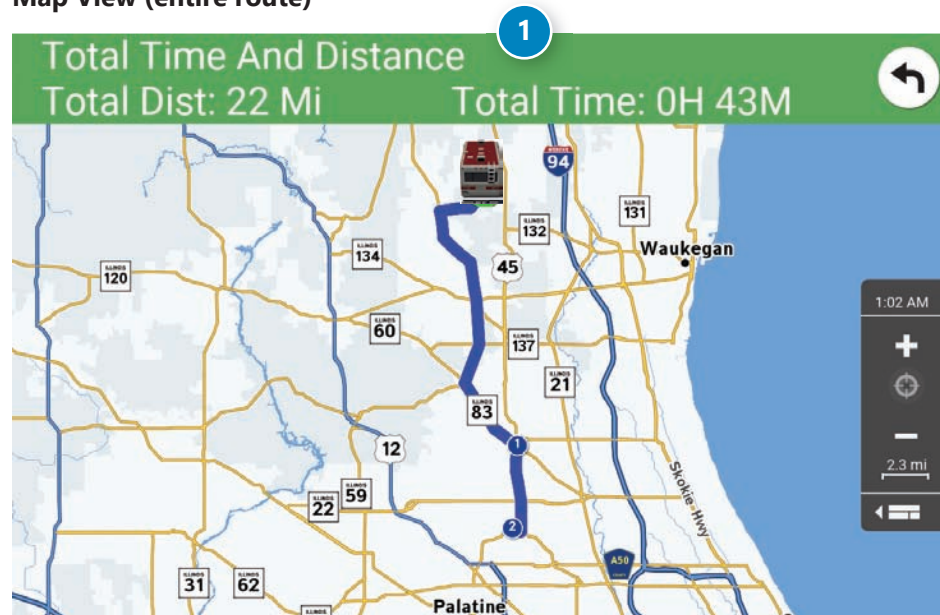 Map View (entire route)
1
Total Time And Distance
Total Dist: 22 Mi Total Time: 0H 43M
94
ILLINOIS 131
ILLINOIS 132
Waukegan
ILLINOIS 134
45
ILLINOIS 120
1:02 AM
ILLINOIS 60
ILLINOIS 137
ILLINOIS 21
ILLINOIS 83
1
12
2.3 mi
Skokie Hwy
ILLINOIS 59
ILLINOIS 22
2
A50
ILLINOIS 31
ILLINOIS 62
Palatine
ILLINOIS